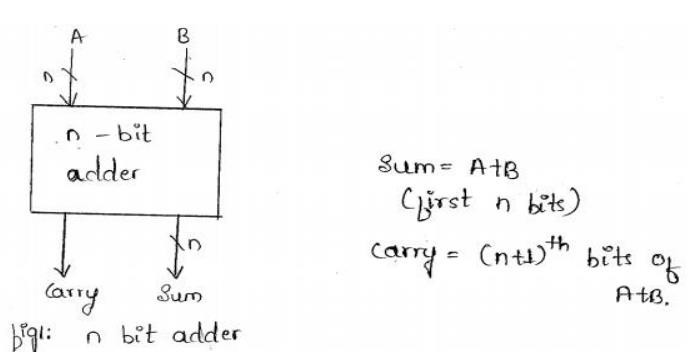 A B
n n
n - bit
adder
n
Carry Sum
fig1: n bit adder
Sum = A+B
(first n bits)
Carry = (n+1)th bits of
A+B.